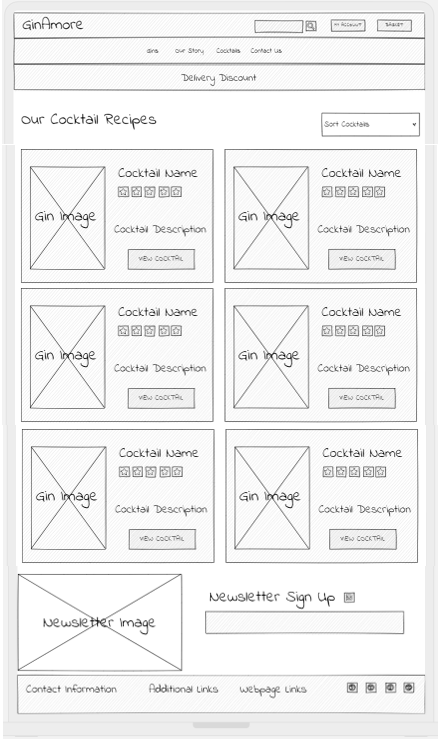 GinAmore
MY ACCOUNT
BASKET
Gins Our Story Cocktails Contact Us
Delivery Discount
Our Cocktail Recipes
Sort Cocktails
Gin Image
Cocktail Name
Cocktail Description
VIEW COCKTAIL
Gin Image
Cocktail Name
Cocktail Description
VIEW COCKTAIL
Gin Image
Cocktail Name
Cocktail Description
VIEW COCKTAIL
Gin Image
Cocktail Name
Cocktail Description
VIEW COCKTAIL
Gin Image
Cocktail Name
Cocktail Description
VIEW COCKTAIL
Gin Image
Cocktail Name
Cocktail Description
VIEW COCKTAIL
Newsletter Image
Newsletter Sign Up
Contact Information Additional Links Webpage Links